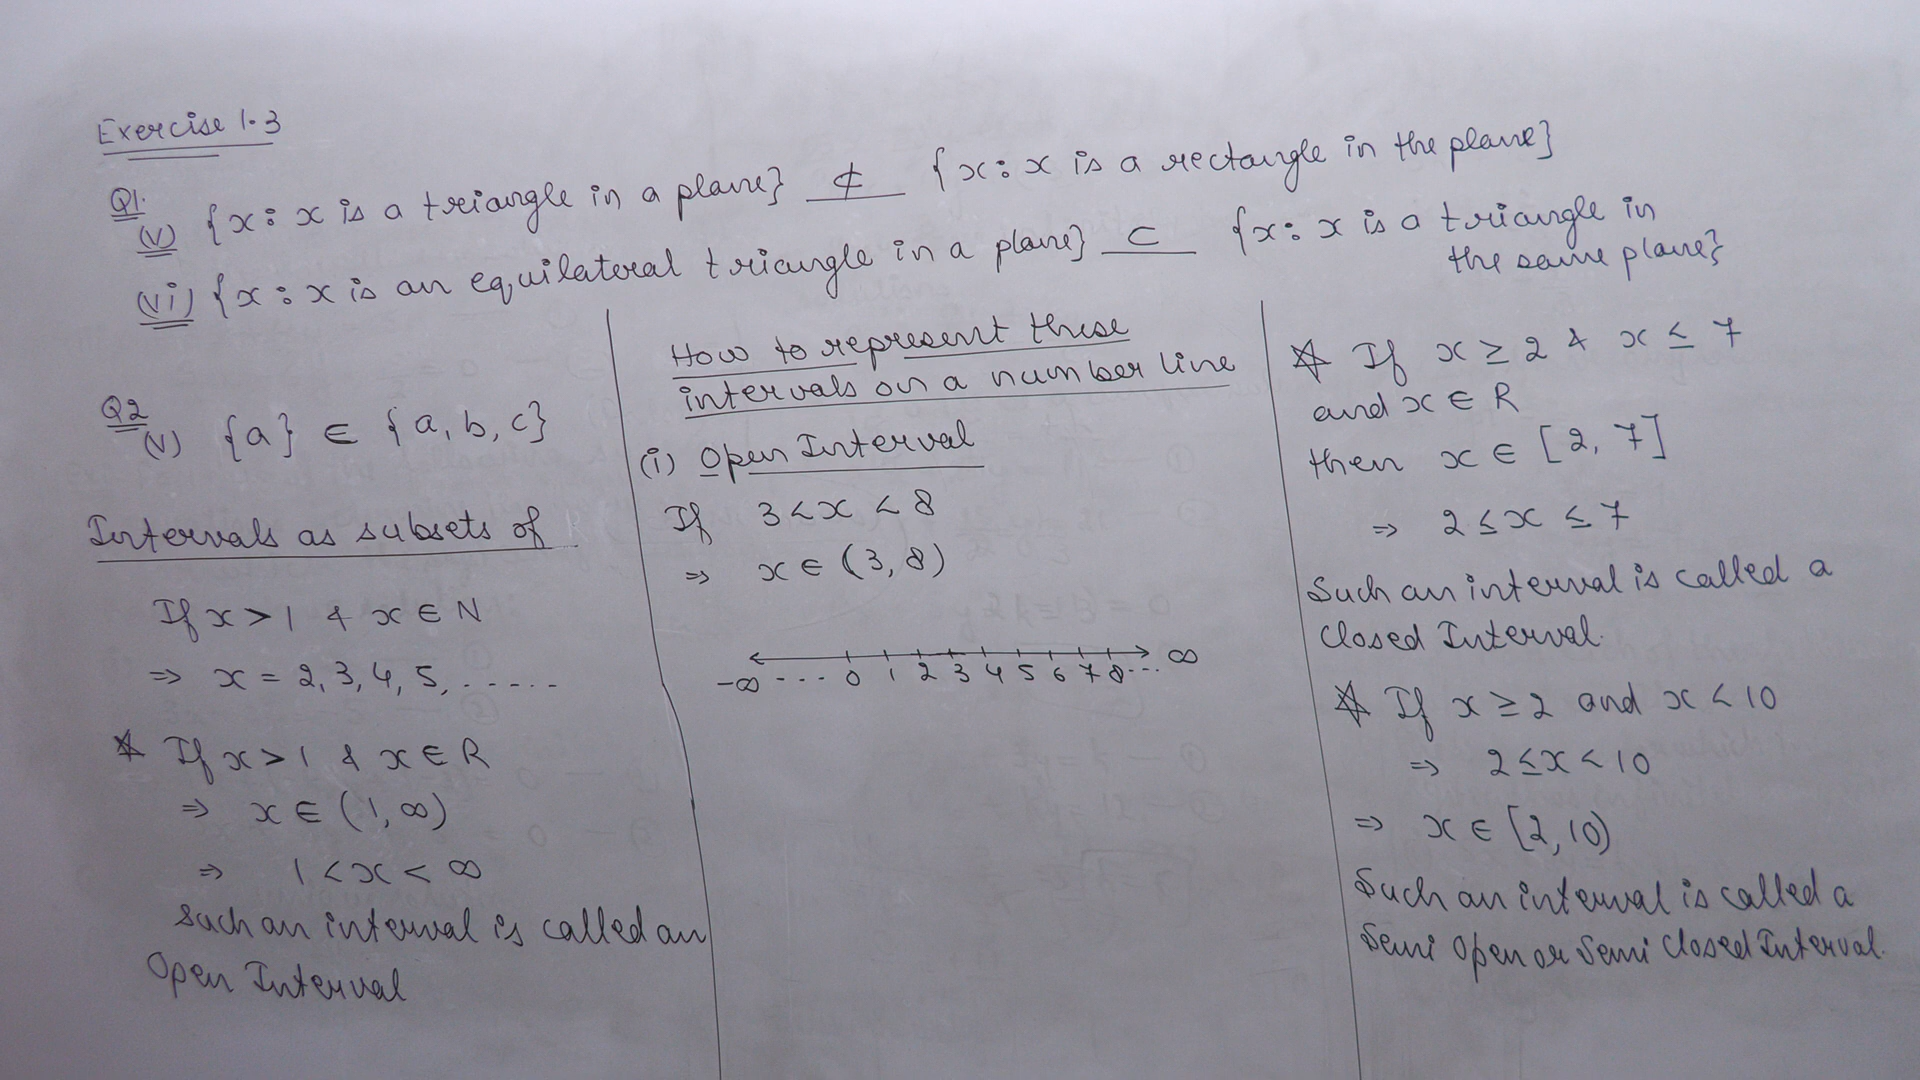 Exercise 1.3
Q1.
(v) {x : x is a triangle in a plane} ⊄ {x : x is a rectangle in the plane}
(vi) {x : x is an equilateral triangle in a plane} ⊂ {x : x is a triangle in
the same plane}
Q2
(v) {a} ∈ {a, b, c}
Intervals as subsets of
If x > 1 & x ∈ N
⇒ x = 2, 3, 4, 5, .....
* If x > 1 & x ∈ R
⇒ x ∈ (1, ∞)
⇒ 1 < x < ∞
Such an interval is called an
Open Interval
How to represent these
intervals on a number line
(i) Open Interval
If 3 < x < 8
⇒ x ∈ (3, 8)
-∞ ... 0 1 2 3 4 5 6 7 8... ∞
* If x ≥ 2 & x ≤ 7
and x ∈ R
then x ∈ [2, 7]
⇒ 2 ≤ x ≤ 7
Such an interval is called a
Closed Interval.
* If x ≥ 2 and x < 10
⇒ 2 ≤ x < 10
⇒ x ∈ [2, 10)
Such an interval is called a
Semi Open or Semi Closed Interval.